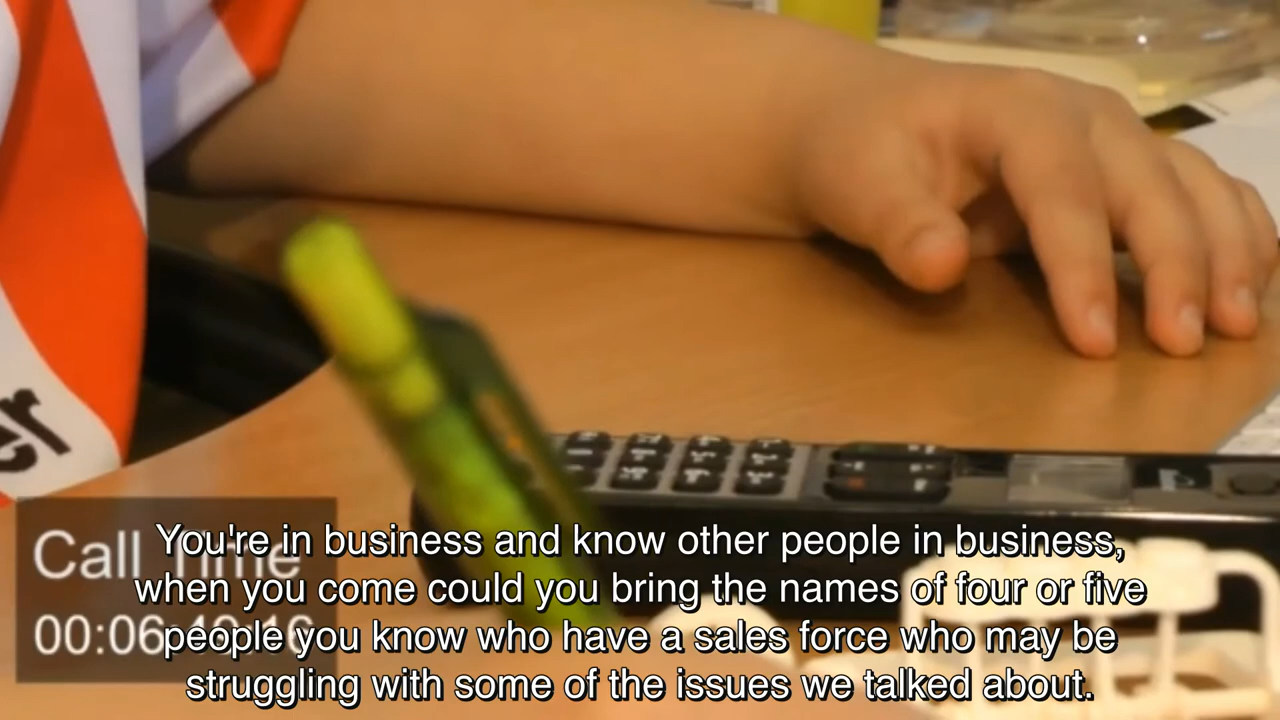 er
Call Time
You're in business and know other people in business,
when you come could you bring the names of four or five
people you know who have a sales force who may be
struggling with some of the issues we talked about.